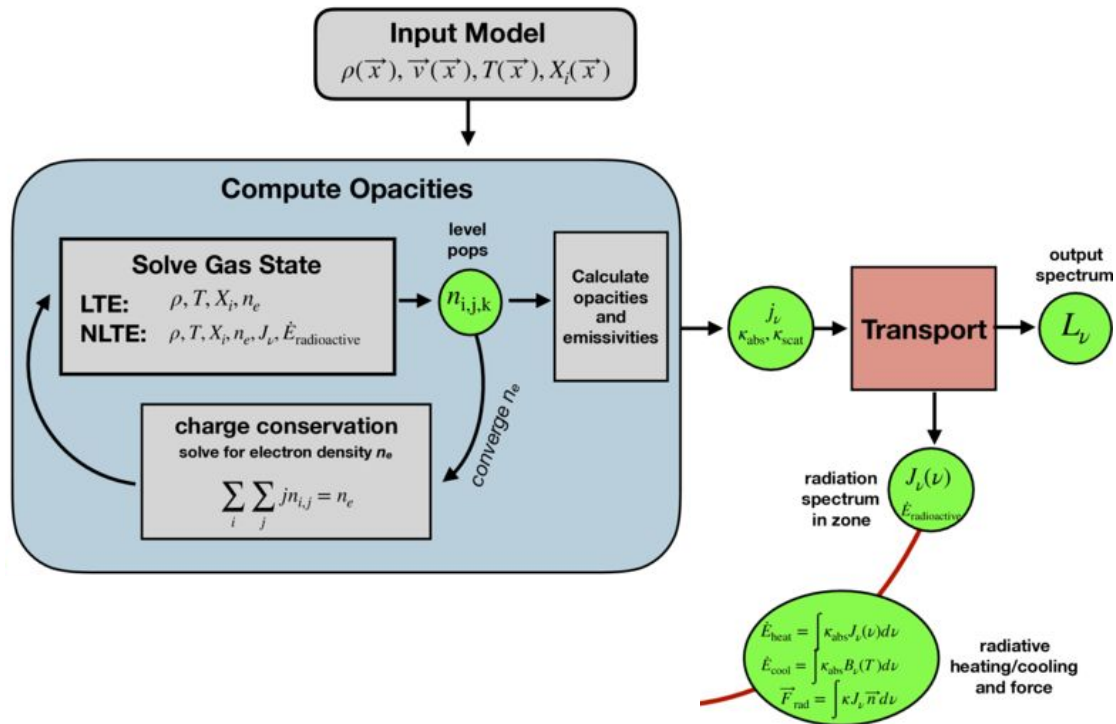 Input Model
ρ(x⃗), v⃗(x⃗), T(x⃗), X_i(x⃗)
Compute Opacities
Solve Gas State
LTE: ρ, T, X_i, n_e
NLTE: ρ, T, X_i, n_e, J_ν, Ė_radioactive
level
pops
n_i,j,k
Calculate
opacities
and
emissivities
charge conservation
solve for electron density n_e
∑_i ∑_j jn_i,j = n_e
converge n_e
j_ν
κ_abs, κ_scat
Transport
output
spectrum
L_ν
radiation
spectrum
in zone
J_ν(ν)
Ė_radioactive
Ė_heat = ∫ κ_abs J_ν(ν)dν
Ė_cool = ∫ κ_abs B_ν(T)dν
F⃗_rad = ∫ κJ_ν n⃗dν
radiative
heating/cooling
and force